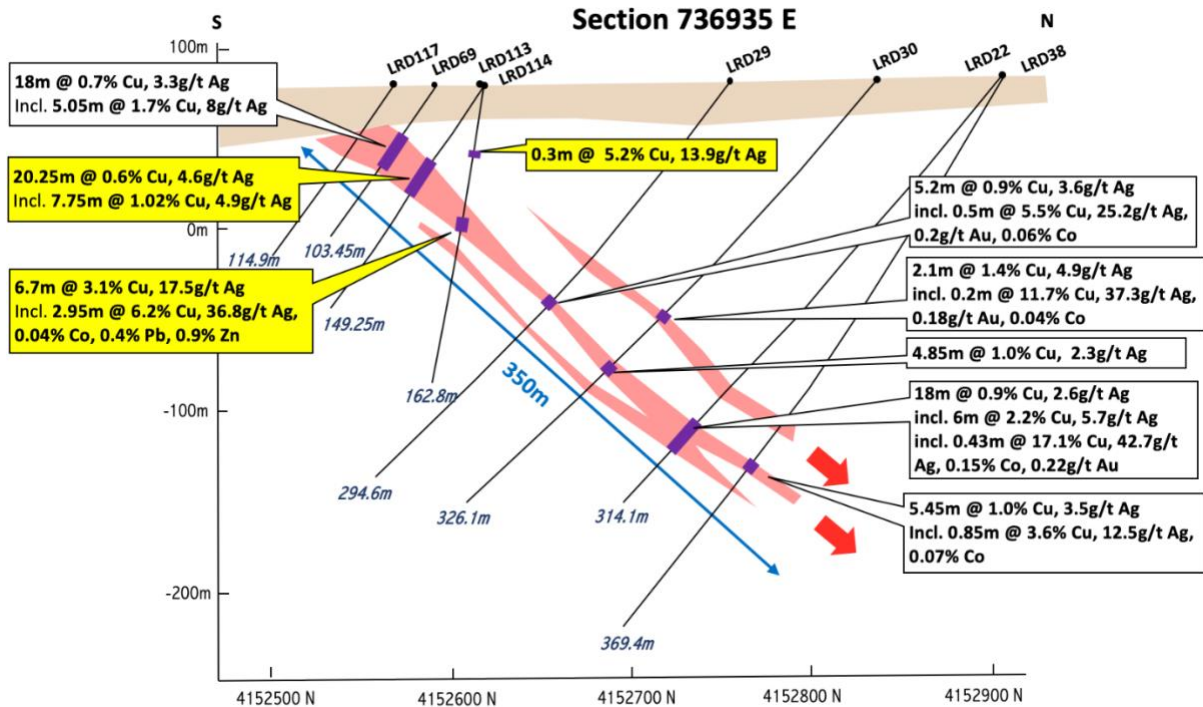 Section 736935 E
S
N
100m
0m
-100m
-200m
LRD117
LRD69
LRD113
LRD114
LRD29
LRD30
LRD22
LRD38
18m @ 0.7% Cu, 3.3g/t Ag
Incl. 5.05m @ 1.7% Cu, 8g/t Ag
0.3m @ 5.2% Cu, 13.9g/t Ag
20.25m @ 0.6% Cu, 4.6g/t Ag
Incl. 7.75m @ 1.02% Cu, 4.9g/t Ag
6.7m @ 3.1% Cu, 17.5g/t Ag
Incl. 2.95m @ 6.2% Cu, 36.8g/t Ag,
0.04% Co, 0.4% Pb, 0.9% Zn
5.2m @ 0.9% Cu, 3.6g/t Ag
incl. 0.5m @ 5.5% Cu, 25.2g/t Ag,
0.2g/t Au, 0.06% Co
2.1m @ 1.4% Cu, 4.9g/t Ag
incl. 0.2m @ 11.7% Cu, 37.3g/t Ag,
0.18g/t Au, 0.04% Co
4.85m @ 1.0% Cu, 2.3g/t Ag
18m @ 0.9% Cu, 2.6g/t Ag
incl. 6m @ 2.2% Cu, 5.7g/t Ag
incl. 0.43m @ 17.1% Cu, 42.7g/t
Ag, 0.15% Co, 0.22g/t Au
5.45m @ 1.0% Cu, 3.5g/t Ag
Incl. 0.85m @ 3.6% Cu, 12.5g/t Ag,
0.07% Co
114.9m
103.45m
149.25m
162.8m
350m
294.6m
326.1m
314.1m
369.4m
4152500 N
4152600 N
4152700 N
4152800 N
4152900 N